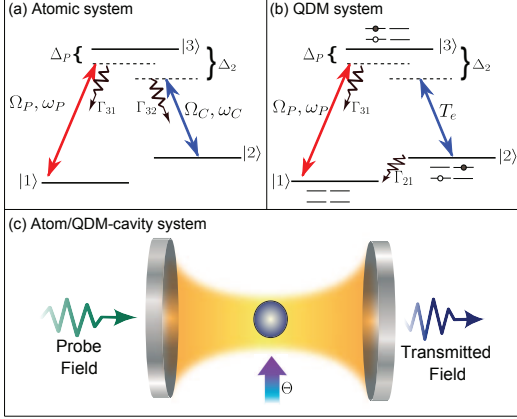 (a) Atomic system
|3⟩
Δ_P
Δ_2
Γ_31
Γ_32
Ω_P, ω_P
Ω_C, ω_C
|2⟩
|1⟩
(b) QDM system
|3⟩
Δ_P
Δ_2
Γ_31
Ω_P, ω_P
T_e
|2⟩
|1⟩
Γ_21
(c) Atom/QDM-cavity system
Probe
Field
Θ
Transmitted
Field